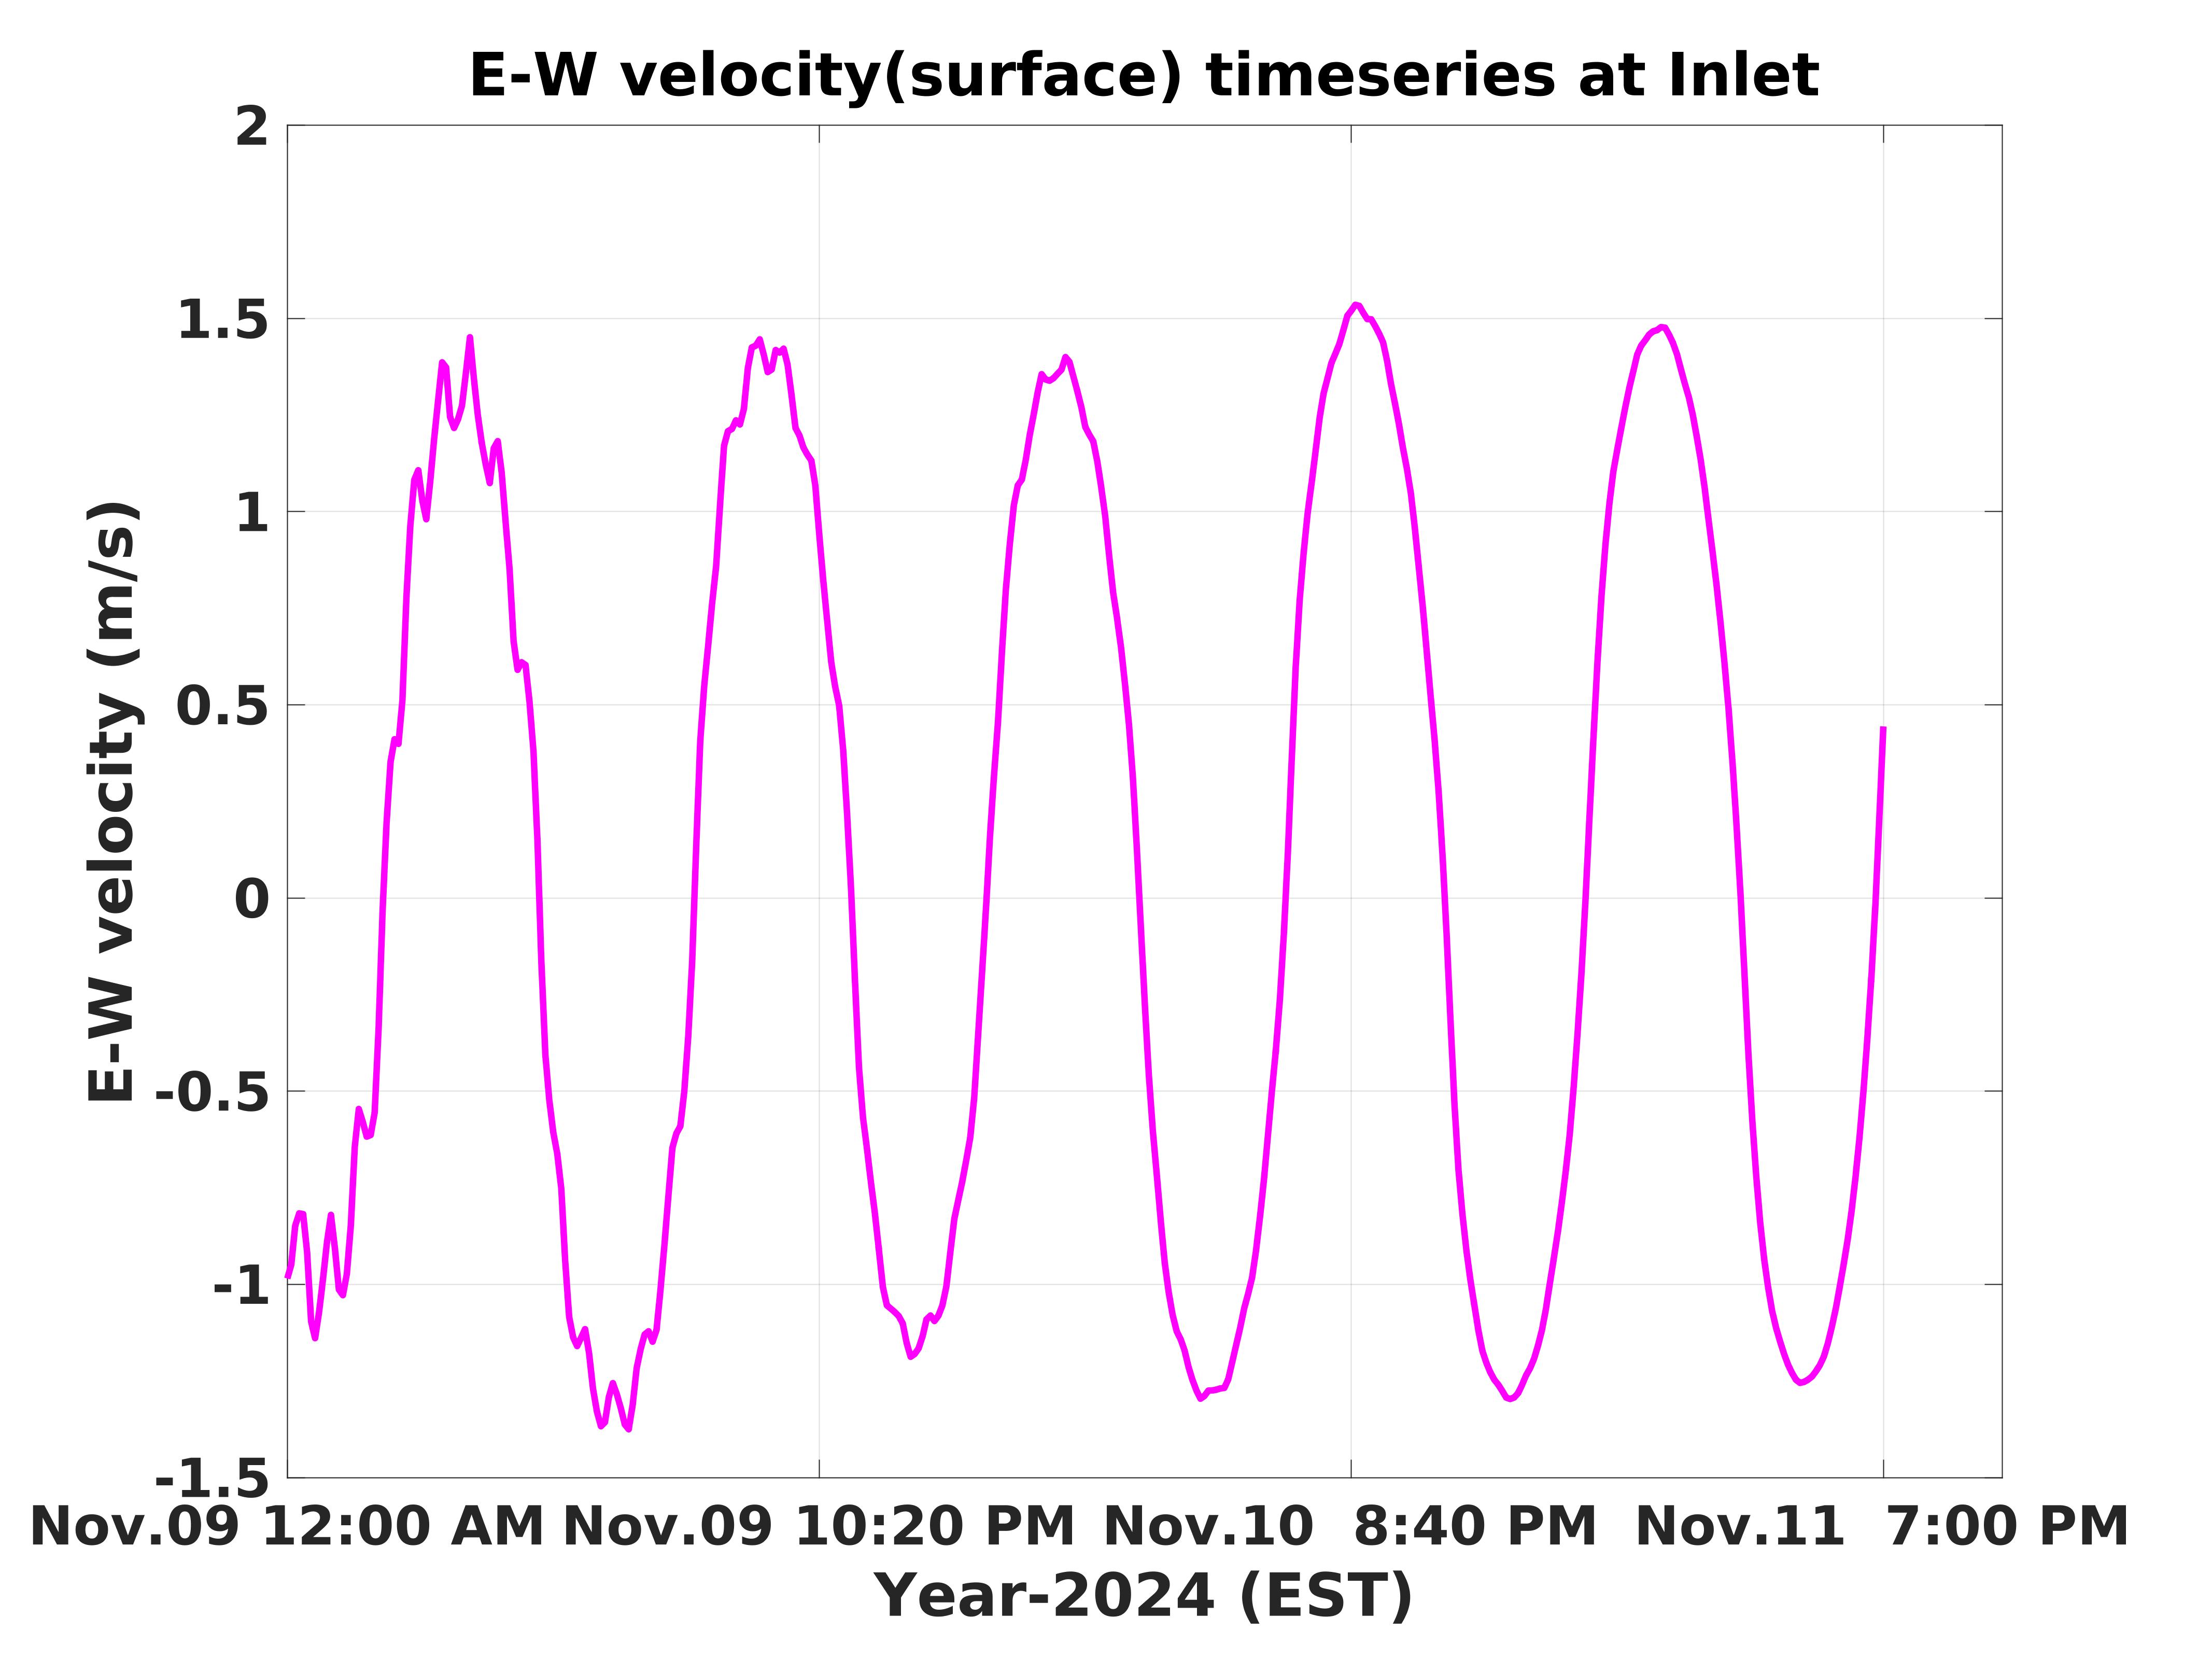 E-W velocity(surface) timeseries at Inlet
E-W velocity (m/s)
2
1.5
1
0.5
0
-0.5
-1
-1.5
Nov.09 12:00 AM Nov.09 10:20 PM Nov.10 8:40 PM Nov.11 7:00 PM
Year-2024 (EST)